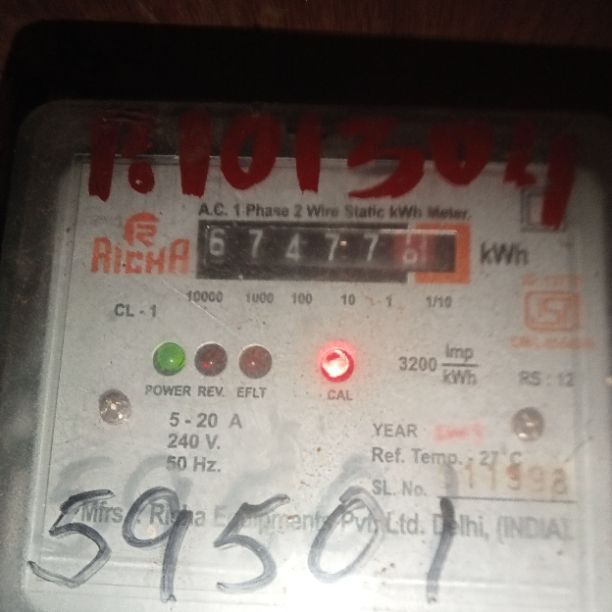 A.C. 1 Phase 2 Wire Static kWh Meter.
RICHA
67477 kWh
10000 1000 100 10 1 1/10
CL - 1
3200 Imp/kWh
POWER REV. EFLT CAL
RS : 12
5 - 20 A
240 V.
50 Hz.
YEAR
Ref. Temp. - 27°C
SL. No.
Mfrs. Richa Equipments Pvt. Ltd. Delhi, (INDIA)
59501